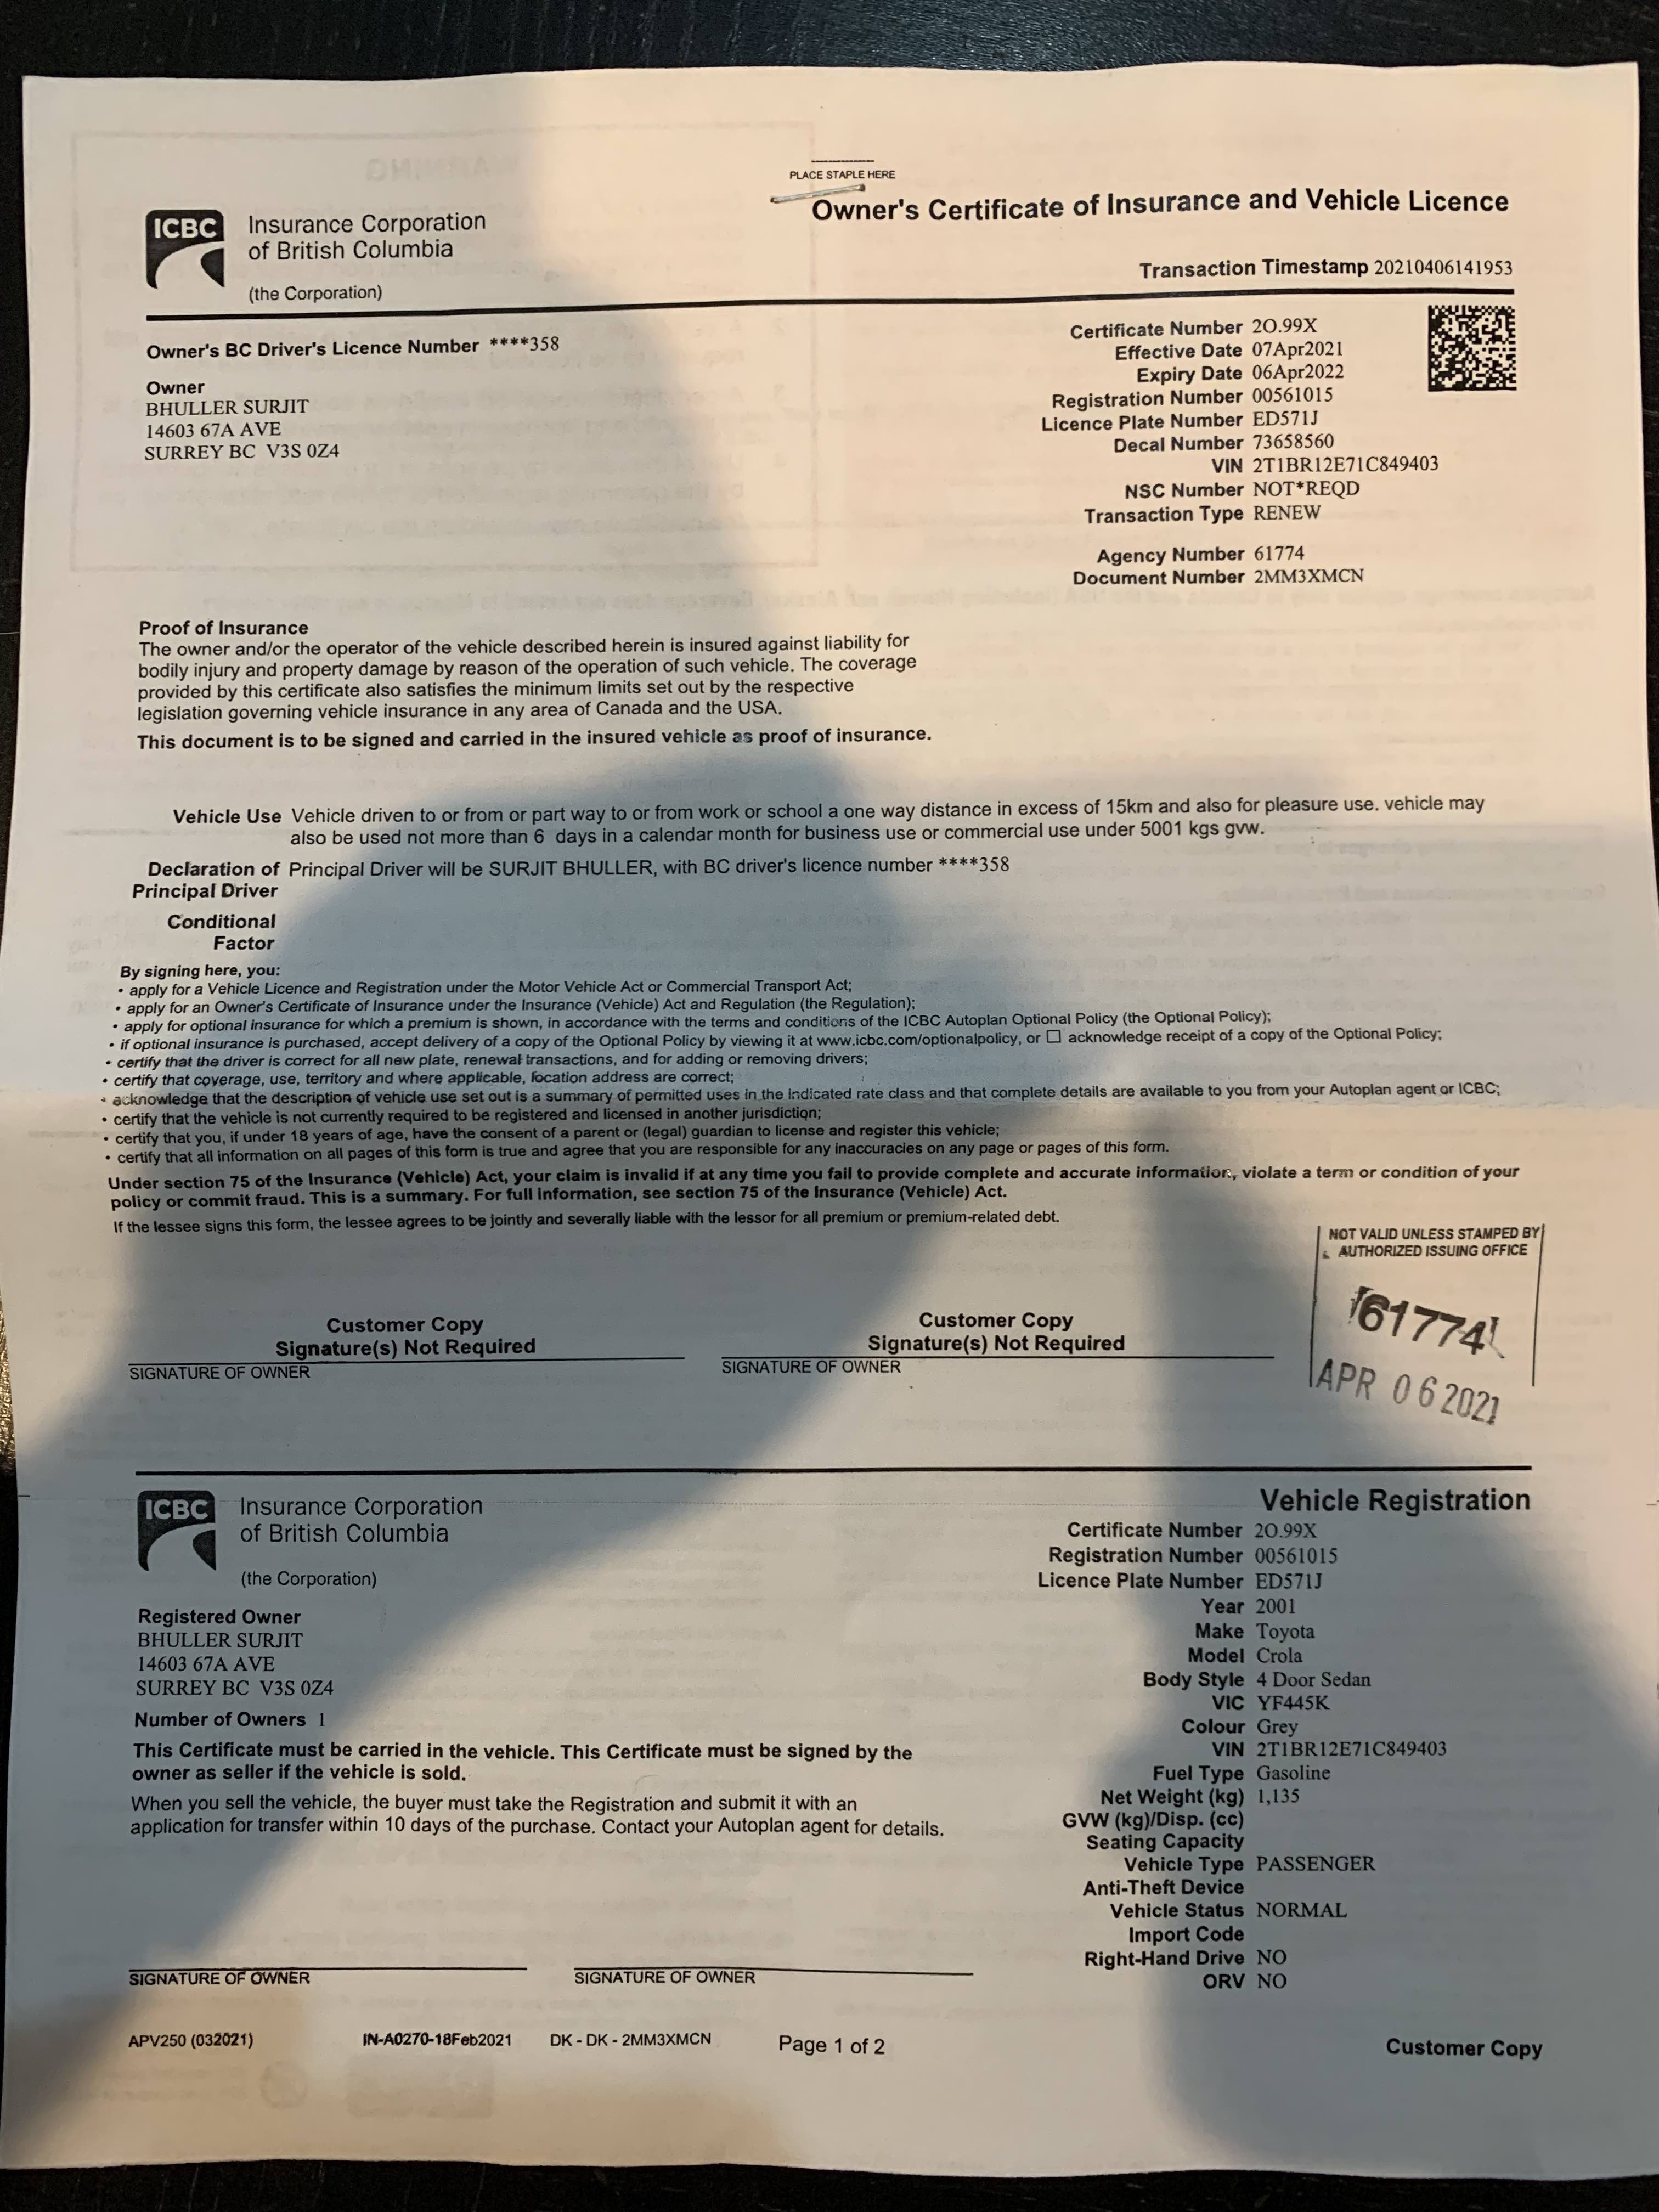 PLACE STAPLE HERE
ICBC
Insurance Corporation
of British Columbia
(the Corporation)
Owner's Certificate of Insurance and Vehicle Licence
Transaction Timestamp 20210406141953
Owner's BC Driver's Licence Number ****358
Owner
BHULLER SURJIT
14603 67A AVE
SURREY BC V3S 0Z4
Certificate Number 2O.99X
Effective Date 07Apr2021
Expiry Date 06Apr2022
Registration Number 00561015
Licence Plate Number ED571J
Decal Number 73658560
VIN 2T1BR12E71C849403
NSC Number NOT*REQD
Transaction Type RENEW
Agency Number 61774
Document Number 2MM3XMCN
Proof of Insurance
The owner and/or the operator of the vehicle described herein is insured against liability for
bodily injury and property damage by reason of the operation of such vehicle. The coverage
provided by this certificate also satisfies the minimum limits set out by the respective
legislation governing vehicle insurance in any area of Canada and the USA.
This document is to be signed and carried in the insured vehicle as proof of insurance.
Vehicle Use Vehicle driven to or from or part way to or from work or school a one way distance in excess of 15km and also for pleasure use. vehicle may
also be used not more than 6 days in a calendar month for business use or commercial use under 5001 kgs gvw.
Declaration of Principal Driver will be SURJIT BHULLER, with BC driver's licence number ****358
Principal Driver
Conditional
Factor
By signing here, you:
• apply for a Vehicle Licence and Registration under the Motor Vehicle Act or Commercial Transport Act;
• apply for an Owner's Certificate of Insurance under the Insurance (Vehicle) Act and Regulation (the Regulation);
• apply for optional insurance for which a premium is shown, in accordance with the terms and conditions of the ICBC Autoplan Optional Policy (the Optional Policy);
• if optional insurance is purchased, accept delivery of a copy of the Optional Policy by viewing it at www.icbc.com/optionalpolicy, or ☐ acknowledge receipt of a copy of the Optional Policy;
• certify that the driver is correct for all new plate, renewal transactions, and for adding or removing drivers;
• certify that coverage, use, territory and where applicable, location address are correct;
• acknowledge that the description of vehicle use set out is a summary of permitted uses in the indicated rate class and that complete details are available to you from your Autoplan agent or ICBC;
• certify that the vehicle is not currently required to be registered and licensed in another jurisdiction;
• certify that you, if under 18 years of age, have the consent of a parent or (legal) guardian to license and register this vehicle;
• certify that all information on all pages of this form is true and agree that you are responsible for any inaccuracies on any page or pages of this form.
Under section 75 of the Insurance (Vehicle) Act, your claim is invalid if at any time you fail to provide complete and accurate information, violate a term or condition of your
policy or commit fraud. This is a summary. For full Information, see section 75 of the Insurance (Vehicle) Act.
If the lessee signs this form, the lessee agrees to be jointly and severally liable with the lessor for all premium or premium-related debt.
NOT VALID UNLESS STAMPED BY
AUTHORIZED ISSUING OFFICE
61774
APR 06 2021
Customer Copy
Signature(s) Not Required
SIGNATURE OF OWNER
Customer Copy
Signature(s) Not Required
SIGNATURE OF OWNER
ICBC
Insurance Corporation
of British Columbia
(the Corporation)
Registered Owner
BHULLER SURJIT
14603 67A AVE
SURREY BC V3S 0Z4
Number of Owners 1
This Certificate must be carried in the vehicle. This Certificate must be signed by the
owner as seller if the vehicle is sold.
When you sell the vehicle, the buyer must take the Registration and submit it with an
application for transfer within 10 days of the purchase. Contact your Autoplan agent for details.
Vehicle Registration
Certificate Number 2O.99X
Registration Number 00561015
Licence Plate Number ED571J
Year 2001
Make Toyota
Model Crola
Body Style 4 Door Sedan
VIC YF445K
Colour Grey
VIN 2T1BR12E71C849403
Fuel Type Gasoline
Net Weight (kg) 1,135
GVW (kg)/Disp. (cc)
Seating Capacity
Vehicle Type PASSENGER
Anti-Theft Device
Vehicle Status NORMAL
Import Code
Right-Hand Drive NO
ORV NO
SIGNATURE OF OWNER
SIGNATURE OF OWNER
APV250 (032021)
IN-A0270-18Feb2021
DK - DK - 2MM3XMCN
Page 1 of 2
Customer Copy